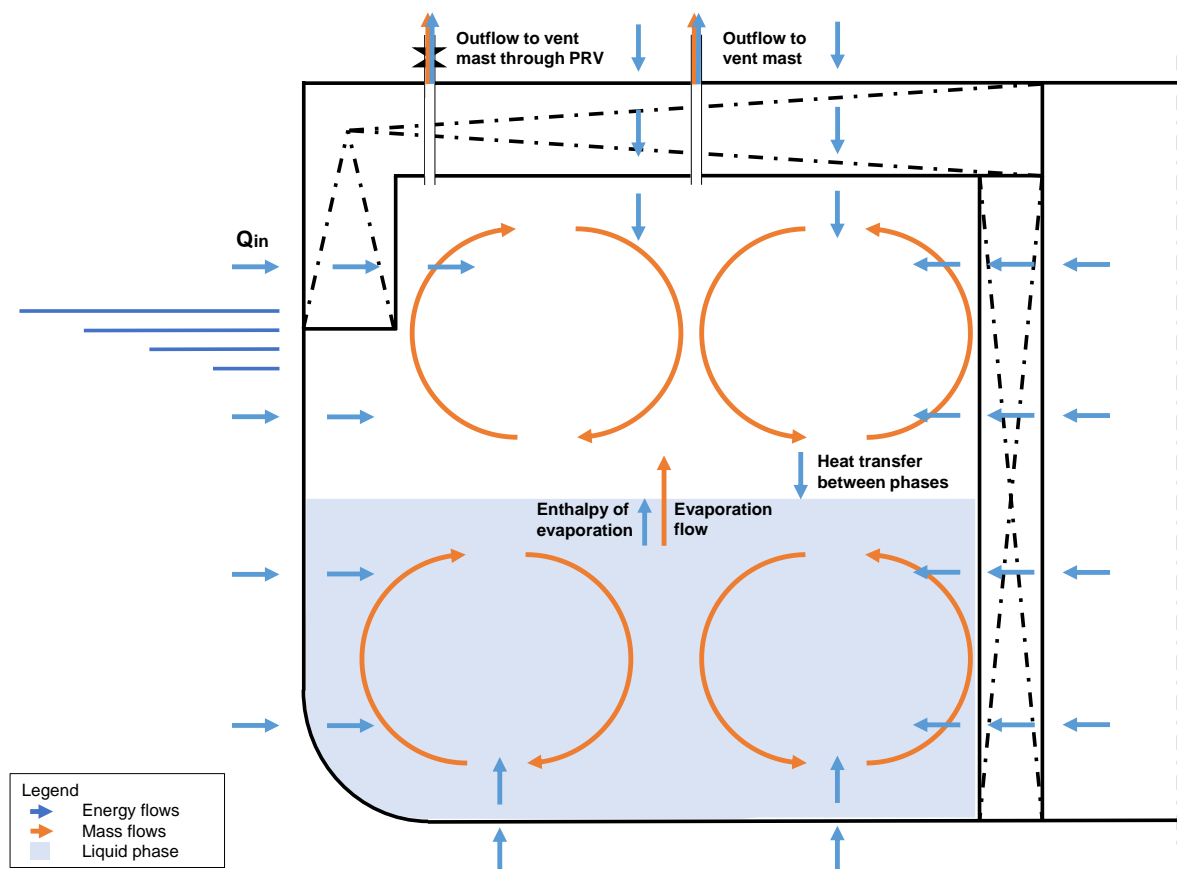 Outflow to vent
mast through PRV
Outflow to
vent mast
Qin
Heat transfer
between phases
Enthalpy of
evaporation
Evaporation
flow
Legend
Energy flows
Mass flows
Liquid phase